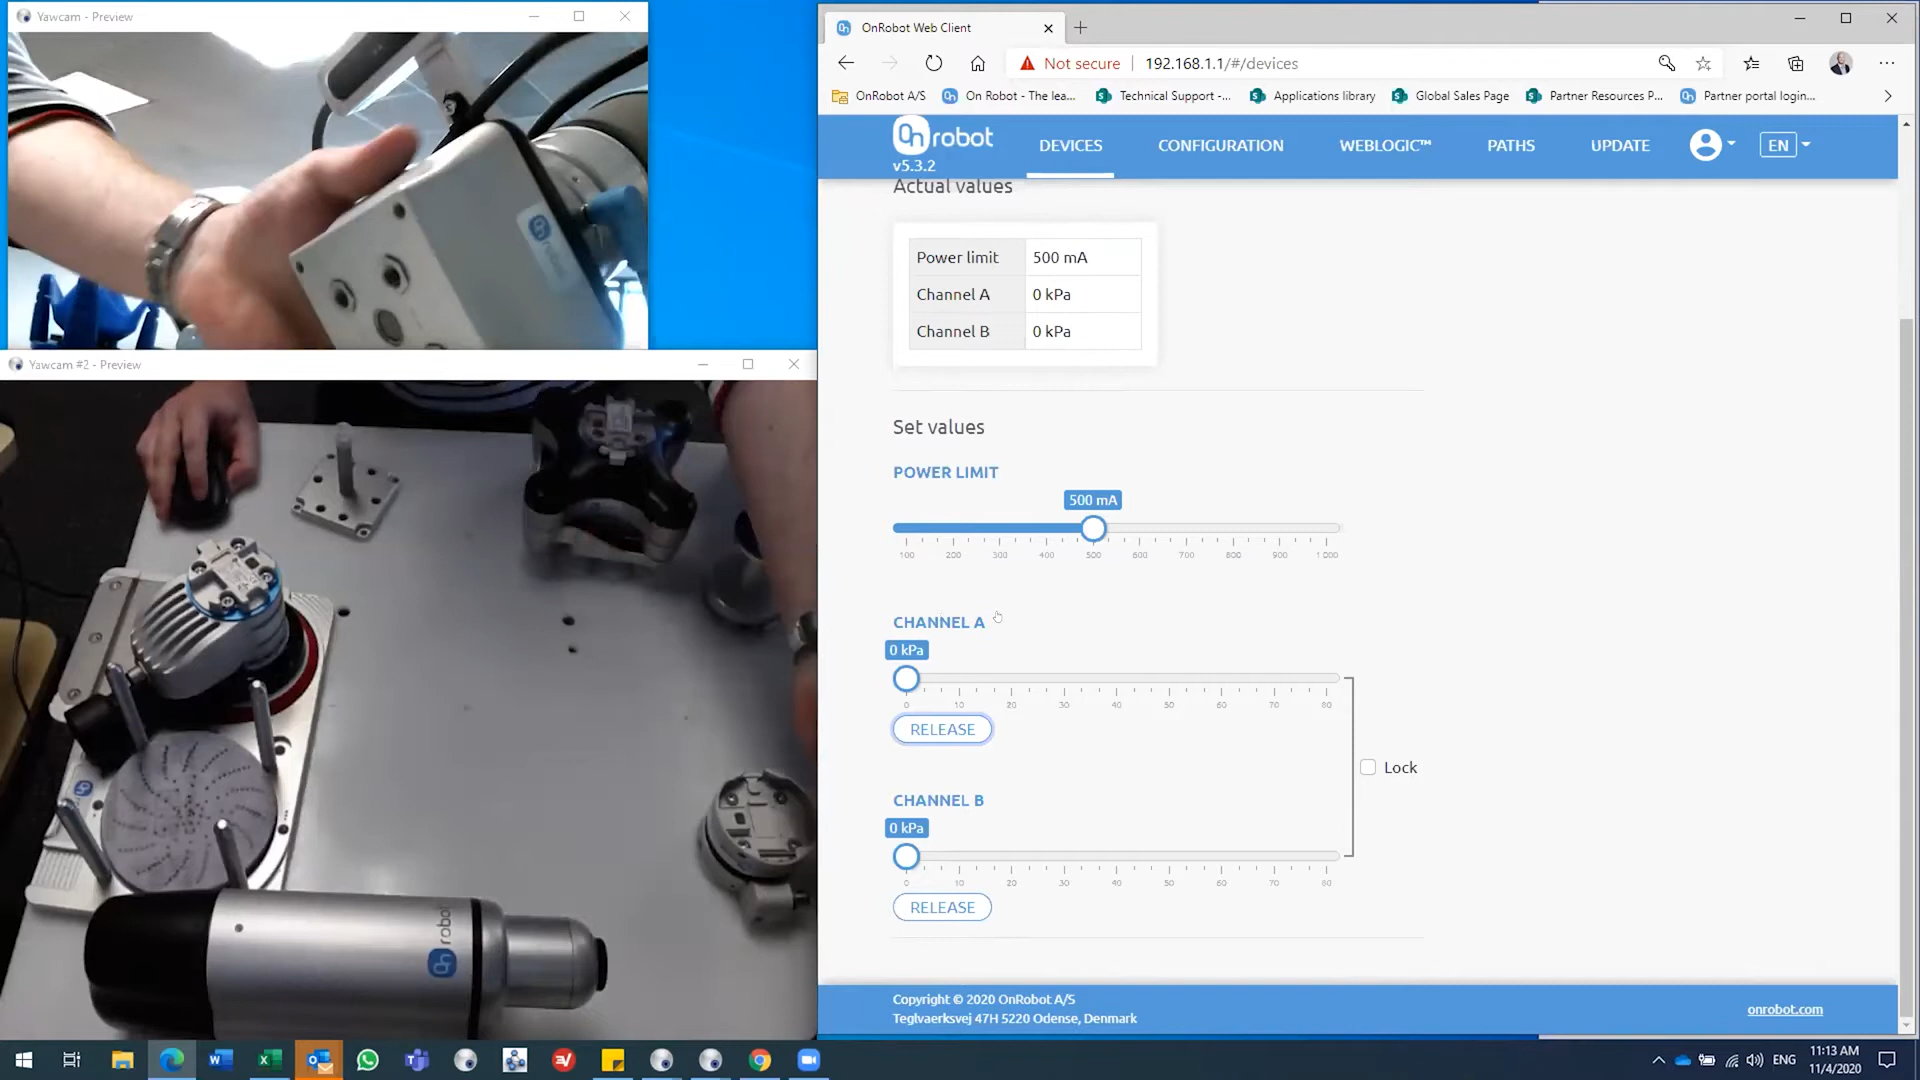 Yawcam - Preview
OnRobot Web Client
Not secure
192.168.1.1/#/devices
OnRobot A/S
On Robot - The lea...
Technical Support -...
Applications library
Global Sales Page
Partner Resources P...
Partner portal login...
On robot
v5.3.2
DEVICES
CONFIGURATION
WEBLOGIC™
PATHS
UPDATE
EN
Actual values
Power limit 500 mA
Channel A 0 kPa
Channel B 0 kPa
Yawcam #2 - Preview
Set values
POWER LIMIT
500 mA
100 200 300 400 500 600 700 800 900 1 000
CHANNEL A
0 kPa
0 10 20 30 40 50 60 70 80
RELEASE
Lock
CHANNEL B
0 kPa
0 10 20 30 40 50 60 70 80
RELEASE
On robot
Copyright © 2020 OnRobot A/S
Teglvaerksvej 47H 5220 Odense, Denmark
onrobot.com
ENG
11:13 AM
11/4/2020